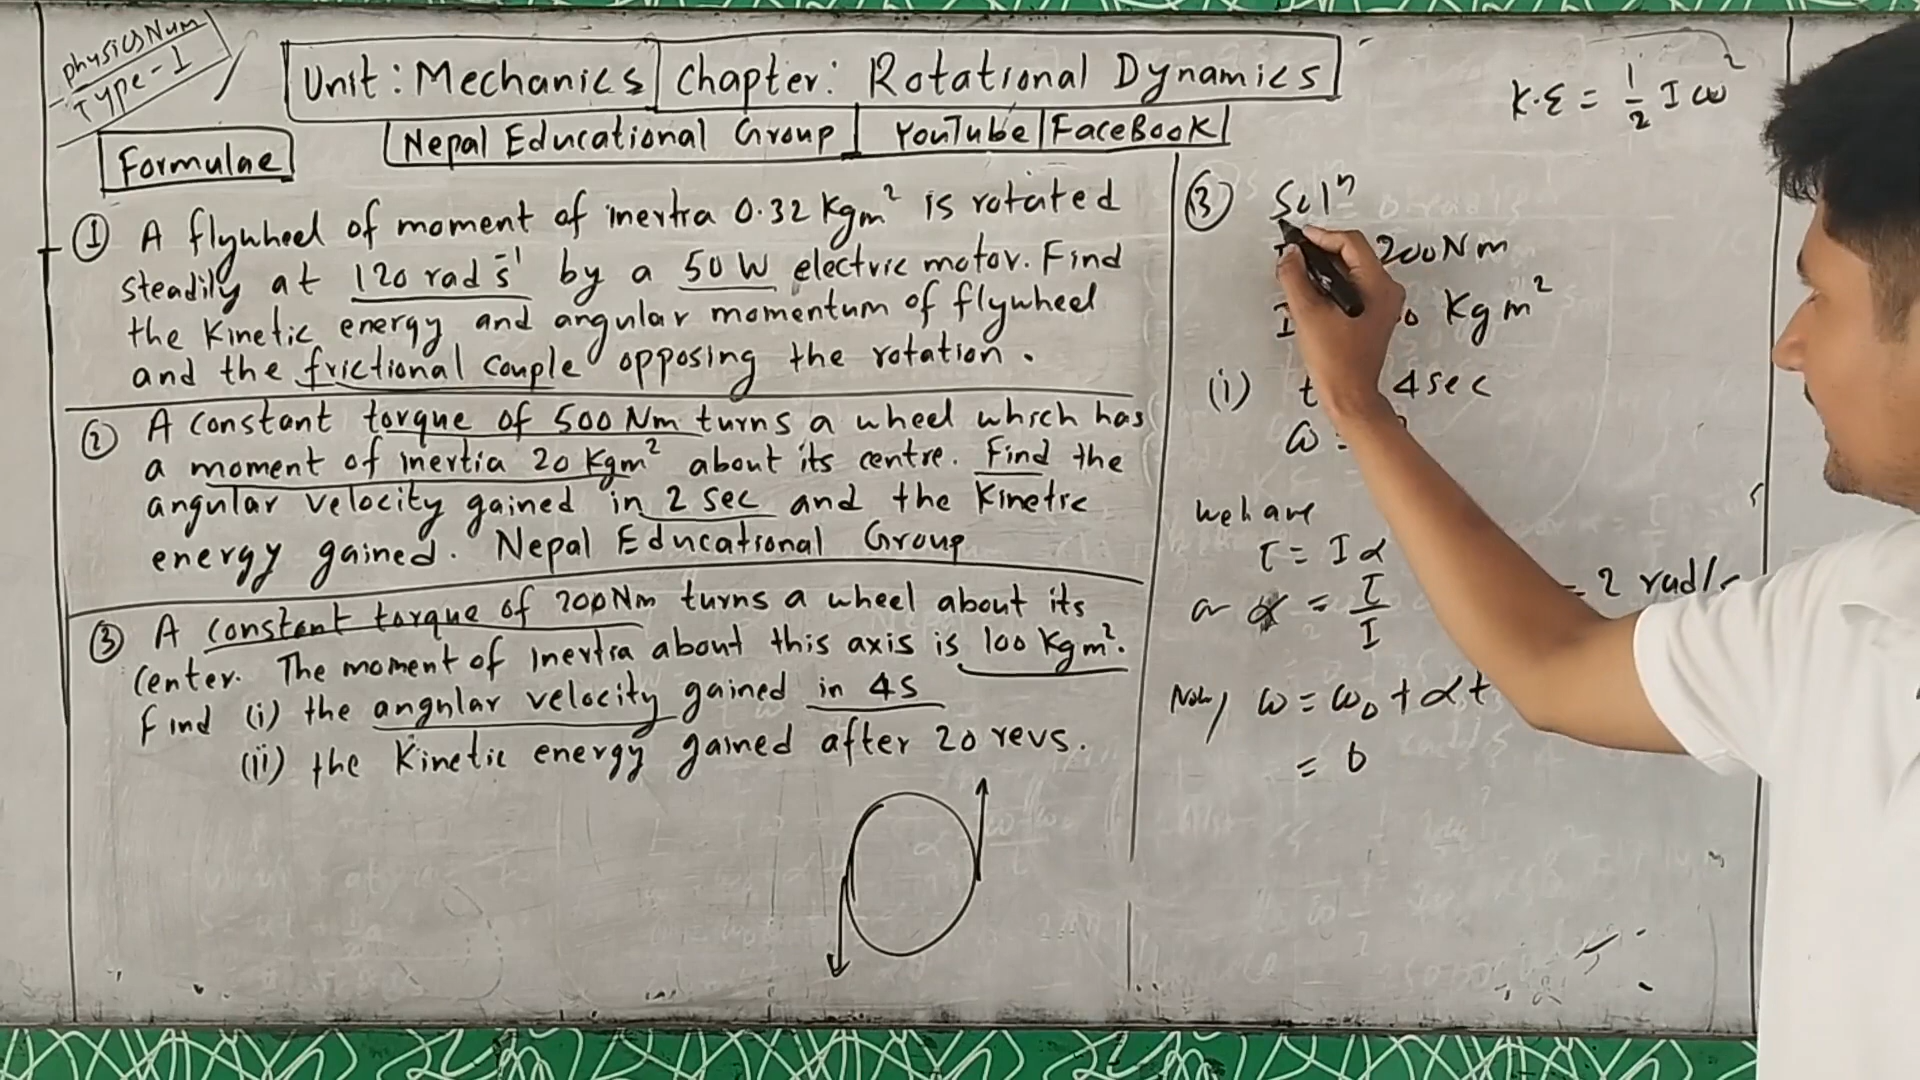 physics Num
Type-I
Unit: Mechanics Chapter: Rotational Dynamics
Nepal Educational Group YouTube|FaceBook
Formulae
① A flywheel of moment of inertia 0.32 Kgm² is rotated
steadily at 120 rad s⁻¹ by a 50 W electric motor. Find
the Kinetic energy and angular momentum of flywheel
and the frictional couple opposing the rotation.
② A constant torque of 500 Nm turns a wheel which has
a moment of inertia 20 Kgm² about its centre. Find the
angular velocity gained in 2 sec and the Kinetic
energy gained. Nepal Educational Group
③ A constant torque of 200Nm turns a wheel about its
center. The moment of inertia about this axis is 100 Kgm².
Find (i) the angular velocity gained in 4s
(ii) the Kinetic energy gained after 20 revs.
K.E = 1/2 I ω²
③ Solⁿ
200Nm
I Kgm²
(i) t 4sec
ω =
we have
τ = Iα
or α = τ/I = 2 rad/s
Now, ω = ω₀ + αt
= 0